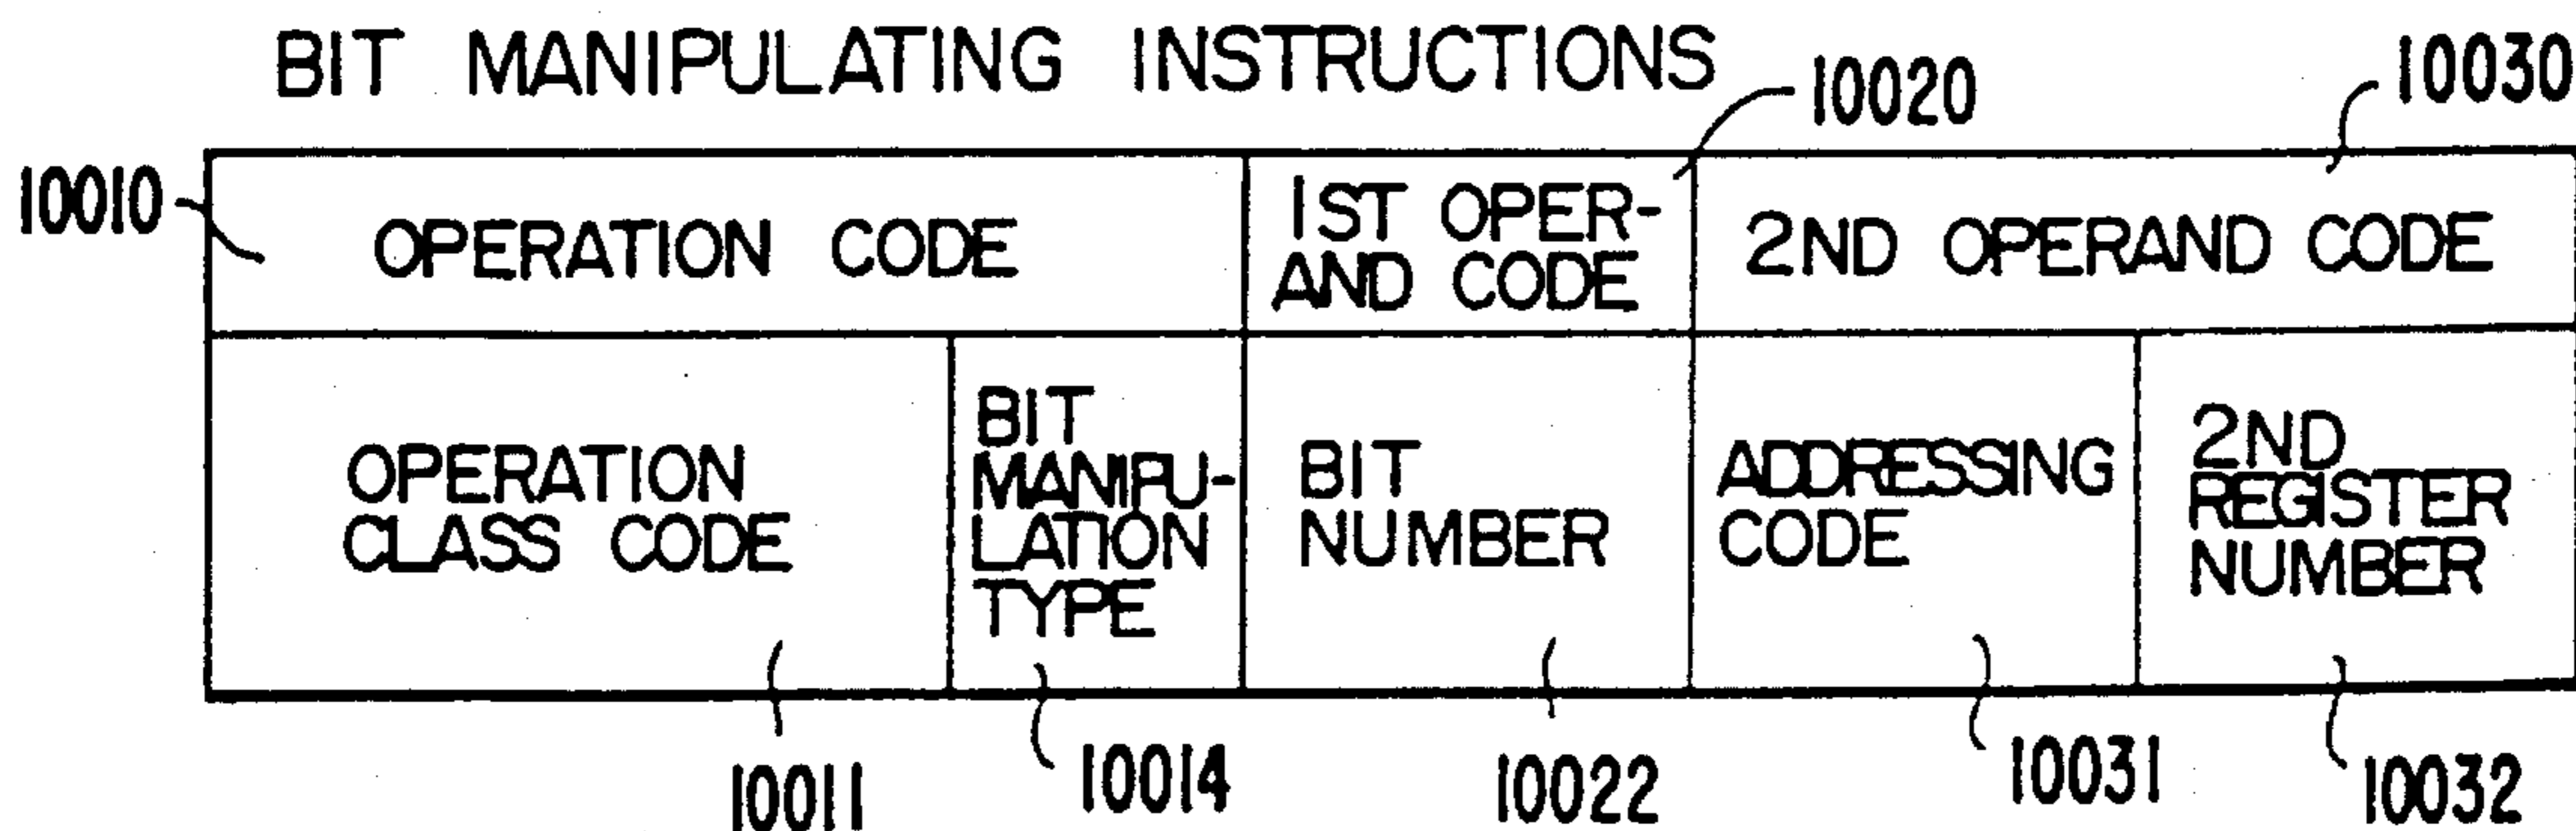 BIT MANIPULATING INSTRUCTIONS
10020
10030
10010
OPERATION CODE
1ST OPER-
AND CODE
2ND OPERAND CODE
OPERATION
CLASS CODE
BIT
MANIPU-
LATION
TYPE
BIT
NUMBER
ADDRESSING
CODE
2ND
REGISTER
NUMBER
10011
10014
10022
10031
10032